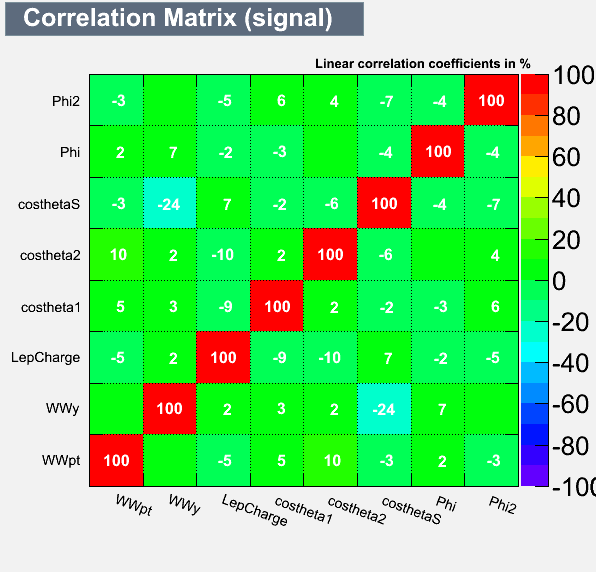 Correlation Matrix (signal)
Linear correlation coefficients in %
Phi2 -3 -5 6 4 -7 -4 100
Phi 2 7 -2 -3 -4 100 -4
costhetaS -3 -24 7 -2 -6 100 -4 -7
costheta2 10 2 -10 2 100 -6 4
costheta1 5 3 -9 100 2 -2 -3 6
LepCharge -5 2 100 -9 -10 7 -2 -5
WWy 100 2 3 2 -24 7
WWpt 100 -5 5 10 -3 2 -3
WWpt WWy LepCharge costheta1 costheta2 costhetaS Phi Phi2
100
80
60
40
20
0
-20
-40
-60
-80
-100